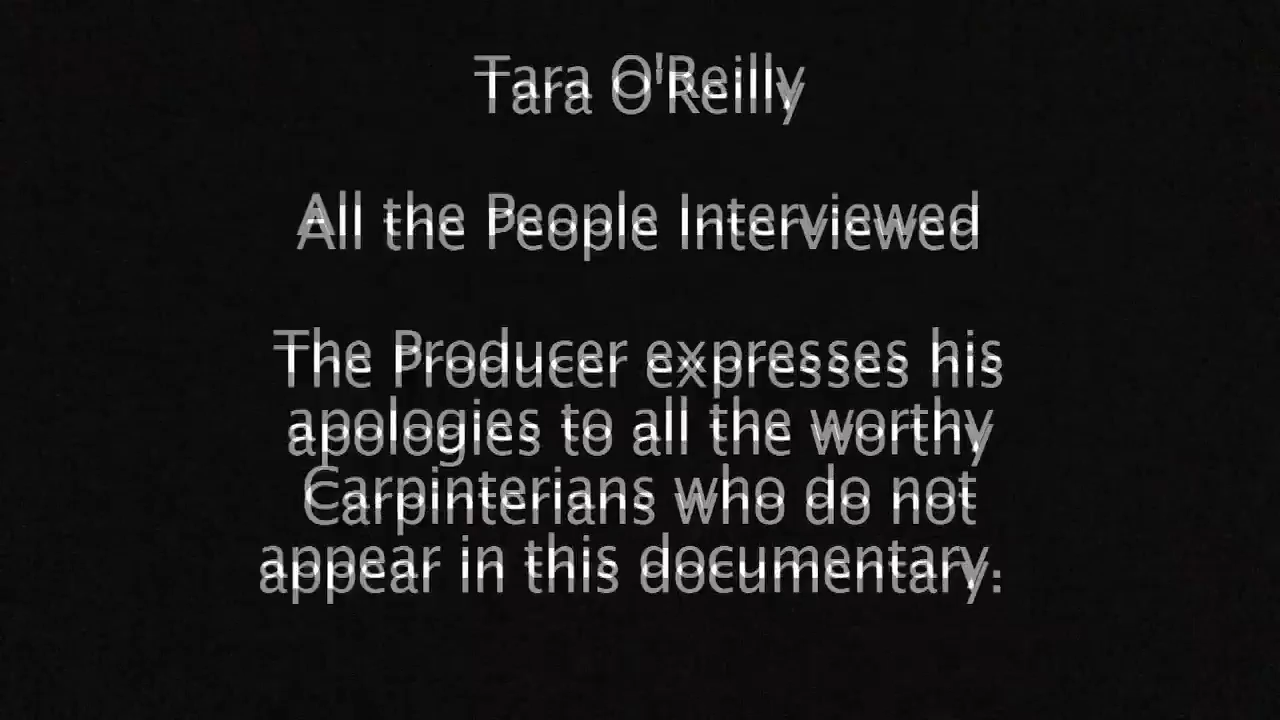 Tara O'Reilly
All the People Interviewed
The Producer expresses his
apologies to all the worthy
Carpinterians who do not
appear in this documentary.